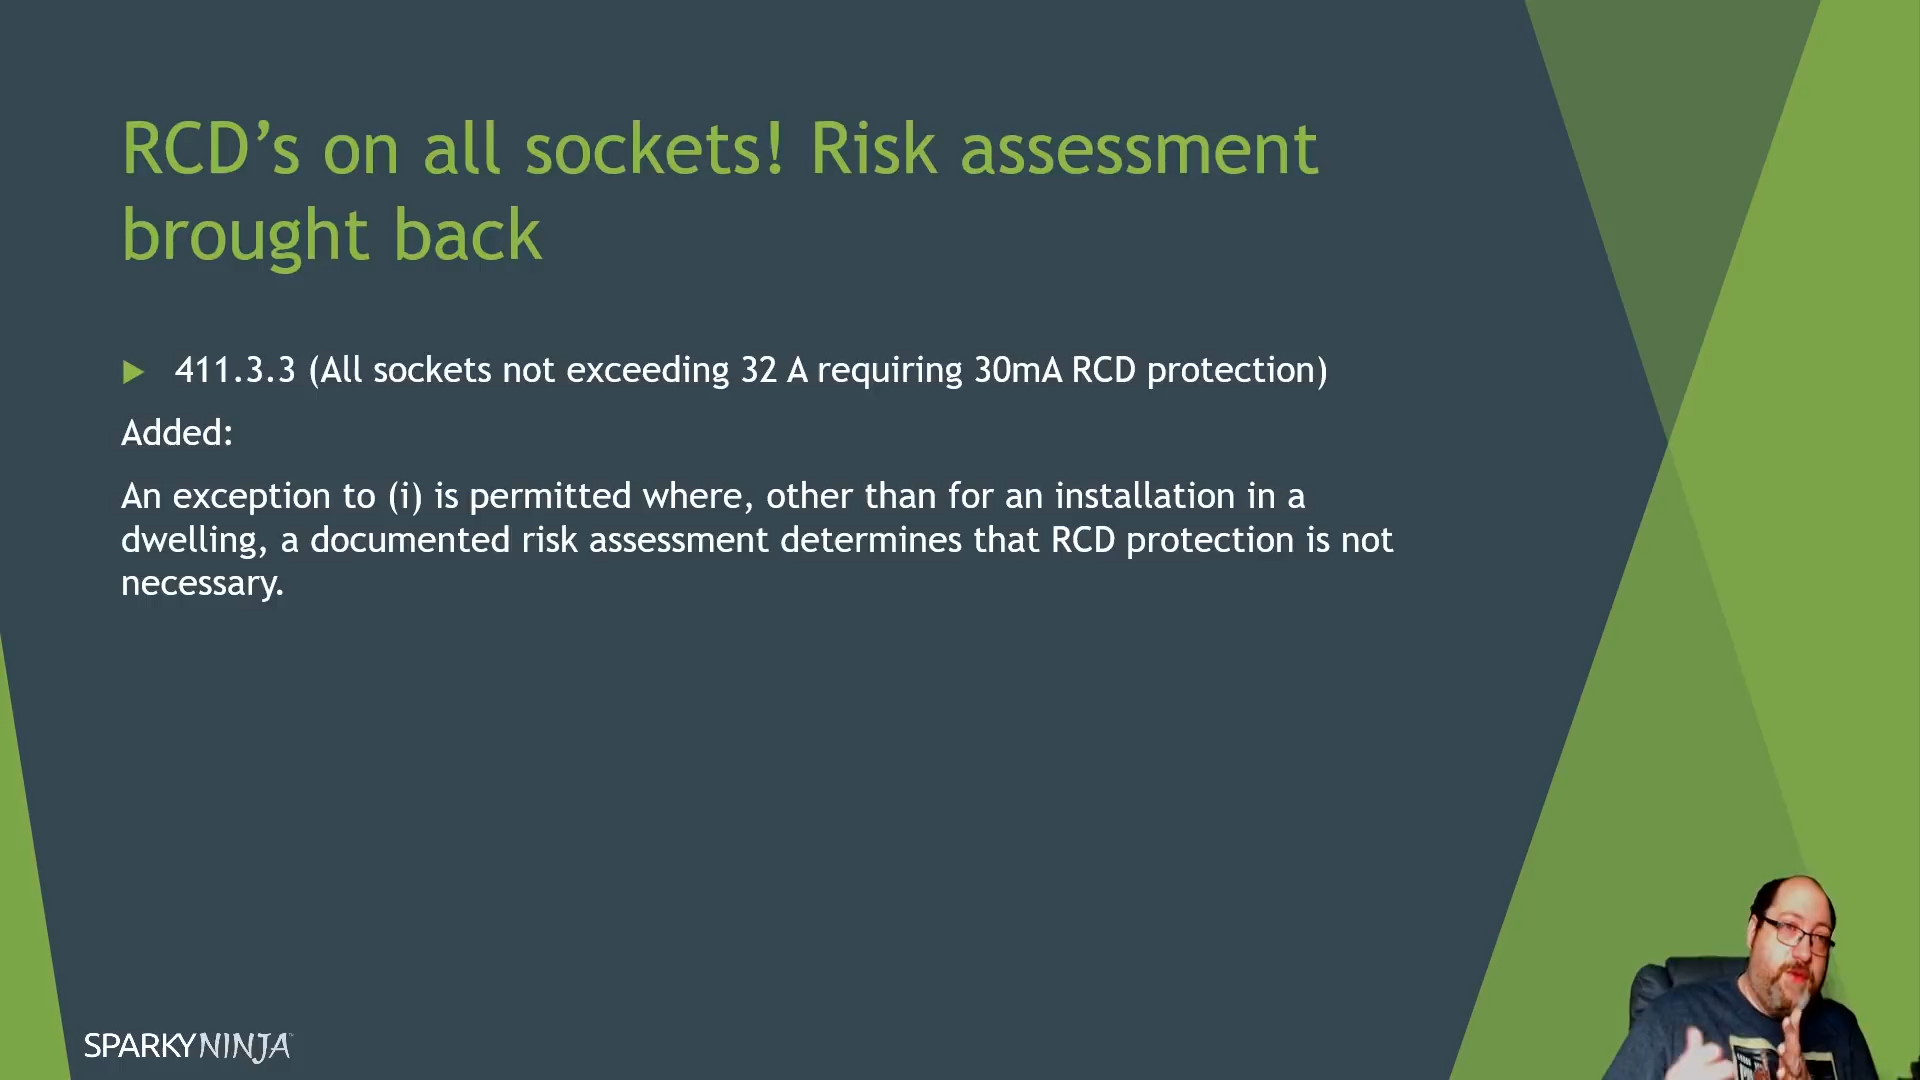 RCD’s on all sockets! Risk assessment
brought back
411.3.3 (All sockets not exceeding 32 A requiring 30mA RCD protection)
Added:
An exception to (i) is permitted where, other than for an installation in a
dwelling, a documented risk assessment determines that RCD protection is not
necessary.
SPARKYNINJA